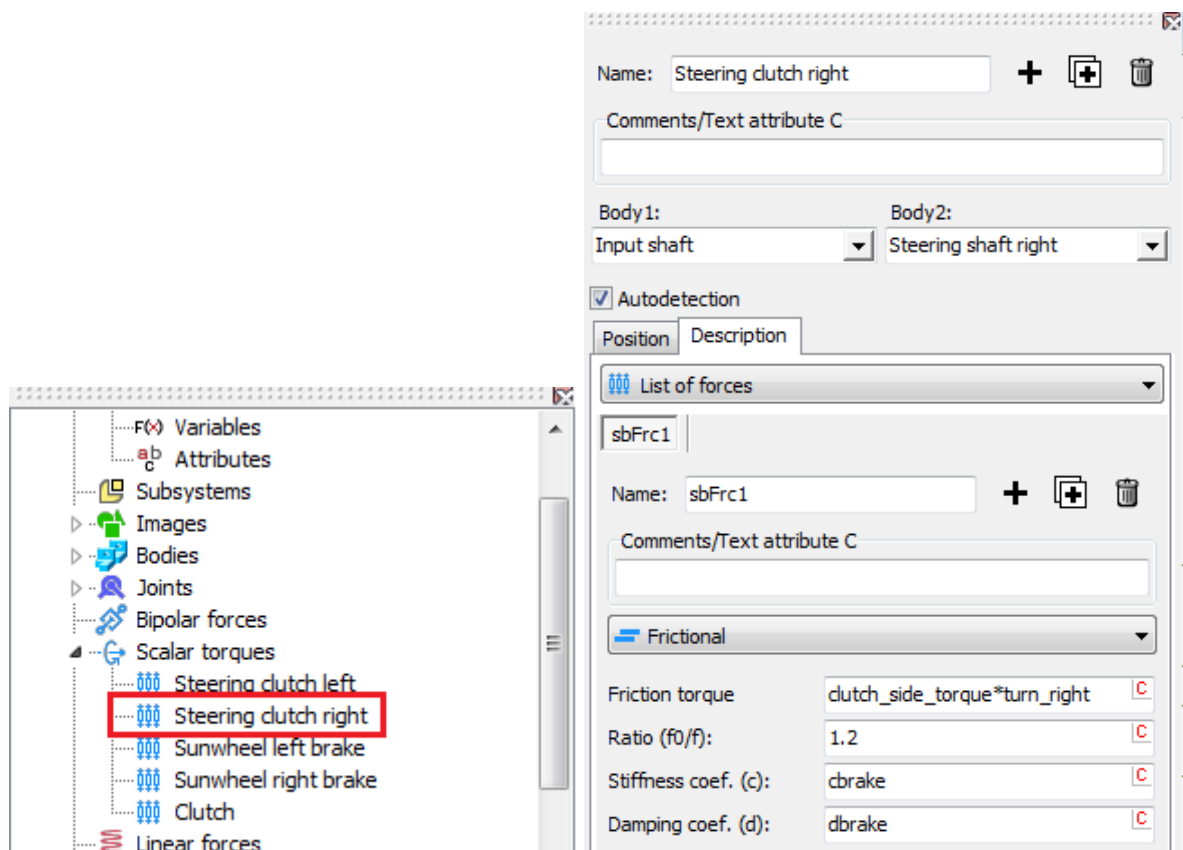 Name: Steering clutch right
Comments/Text attribute C
Body1: Body2:
Input shaft Steering shaft right
Autodetection
Position Description
List of forces
sbFrc1
Name: sbFrc1
Comments/Text attribute C
Frictional
Friction torque clutch_side_torque*turn_right C
Ratio (f0/f): 1.2 C
Stiffness coef. (c): cbrake C
Damping coef. (d): dbrake C
F(x) Variables
a b c Attributes
Subsystems
Images
Bodies
Joints
Bipolar forces
Scalar torques
Steering clutch left
Steering clutch right
Sunwheel left brake
Sunwheel right brake
Clutch
Linear forces